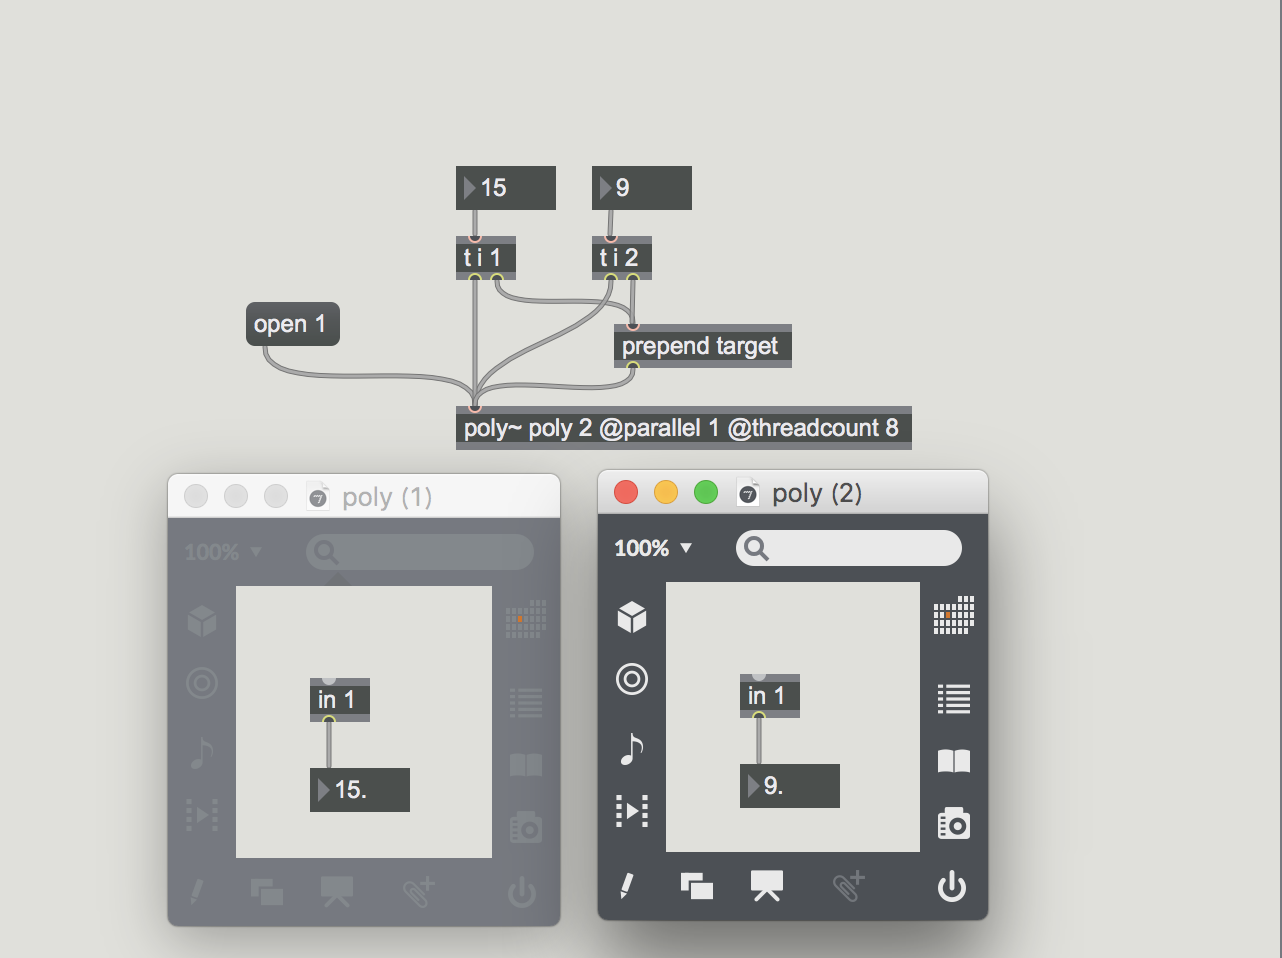 15
9
t i 1
t i 2
open 1
prepend target
poly~ poly 2 @parallel 1 @threadcount 8
poly (1)
100%
in 1
15.
poly (2)
100%
in 1
9.